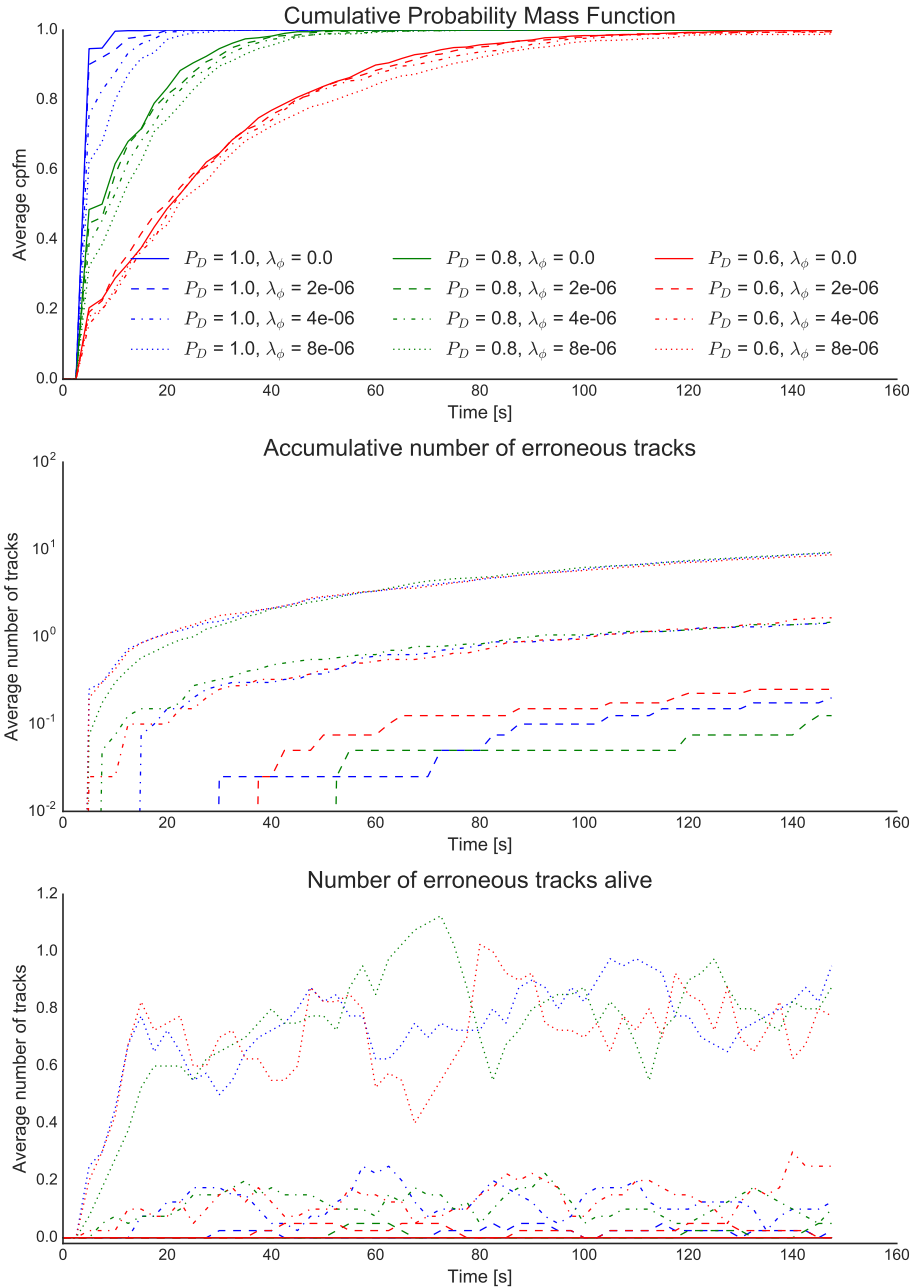 Cumulative Probability Mass Function
1.0
0.8
0.6
0.4
0.2
0.0
Average cpfm
P_D = 1.0, λ_ϕ = 0.0
P_D = 1.0, λ_ϕ = 2e-06
P_D = 1.0, λ_ϕ = 4e-06
P_D = 1.0, λ_ϕ = 8e-06
P_D = 0.8, λ_ϕ = 0.0
P_D = 0.8, λ_ϕ = 2e-06
P_D = 0.8, λ_ϕ = 4e-06
P_D = 0.8, λ_ϕ = 8e-06
P_D = 0.6, λ_ϕ = 0.0
P_D = 0.6, λ_ϕ = 2e-06
P_D = 0.6, λ_ϕ = 4e-06
P_D = 0.6, λ_ϕ = 8e-06
0 20 40 60 80 100 120 140 160
Time [s]
Accumulative number of erroneous tracks
10^2
10^1
10^0
10^-1
10^-2
Average number of tracks
0 20 40 60 80 100 120 140 160
Time [s]
Number of erroneous tracks alive
1.2
1.0
0.8
0.6
0.4
0.2
0.0
Average number of tracks
0 20 40 60 80 100 120 140 160
Time [s]